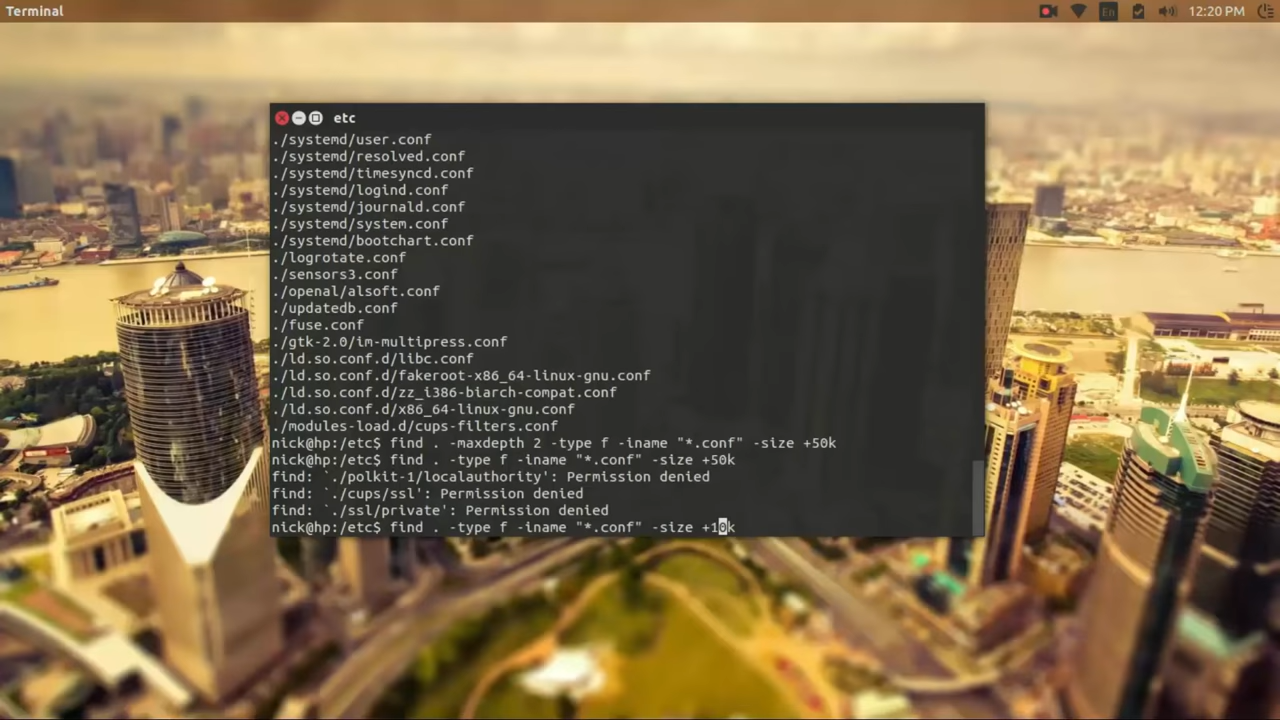 Terminal
En
12:20 PM
etc
./systemd/user.conf
./systemd/resolved.conf
./systemd/timesyncd.conf
./systemd/logind.conf
./systemd/journald.conf
./systemd/system.conf
./systemd/bootchart.conf
./logrotate.conf
./sensors3.conf
./openal/alsoft.conf
./updatedb.conf
./fuse.conf
./gtk-2.0/im-multipress.conf
./ld.so.conf.d/libc.conf
./ld.so.conf.d/fakeroot-x86_64-linux-gnu.conf
./ld.so.conf.d/zz_i386-biarch-compat.conf
./ld.so.conf.d/x86_64-linux-gnu.conf
./modules-load.d/cups-filters.conf
nick@hp:/etc$ find . -maxdepth 2 -type f -iname "*.conf" -size +50k
nick@hp:/etc$ find . -type f -iname "*.conf" -size +50k
find: `./polkit-1/localauthority': Permission denied
find: `./cups/ssl': Permission denied
find: `./ssl/private': Permission denied
nick@hp:/etc$ find . -type f -iname "*.conf" -size +10k